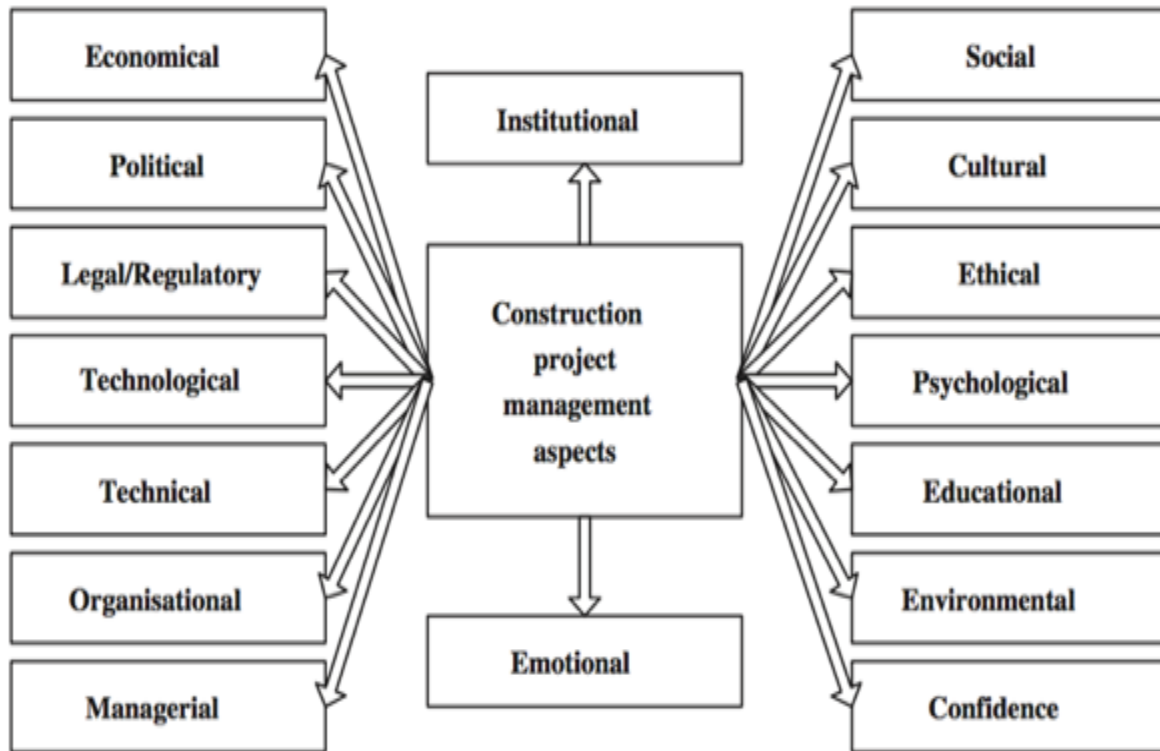 Economical
Political
Legal/Regulatory
Technological
Technical
Organisational
Managerial
Institutional
Construction
project
management
aspects
Emotional
Social
Cultural
Ethical
Psychological
Educational
Environmental
Confidence